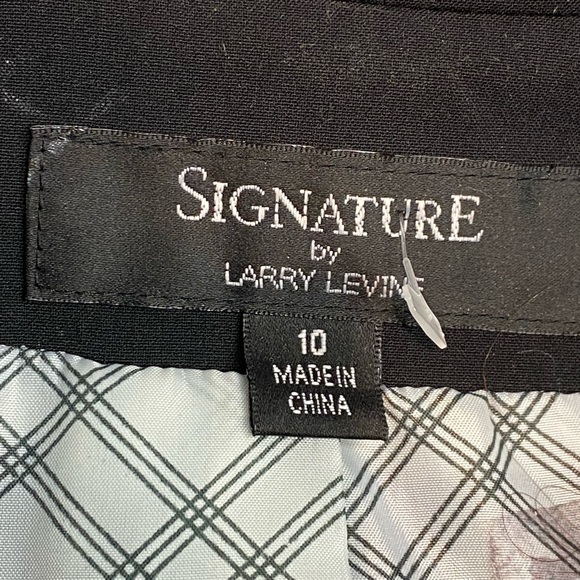 SIGNATURE
by
LARRY LEVINE
10
MADE IN
CHINA